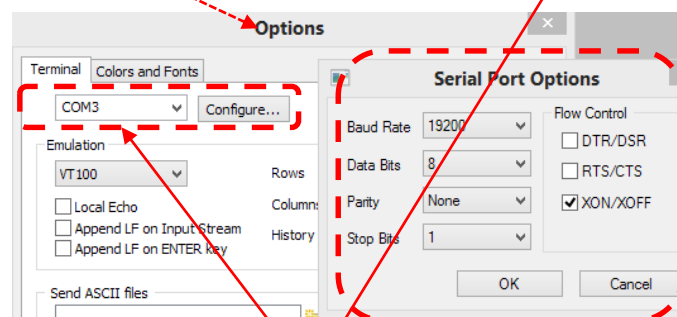 Options
Terminal
Colors and Fonts
COM3
Configure...
Emulation
VT100
Rows
Local Echo
Columns
Append LF on Input Stream
Append LF on ENTER key
History
Send ASCII files
Serial Port Options
Baud Rate
19200
Data Bits
8
Parity
None
Stop Bits
1
Flow Control
DTR/DSR
RTS/CTS
XON/XOFF
OK
Cancel